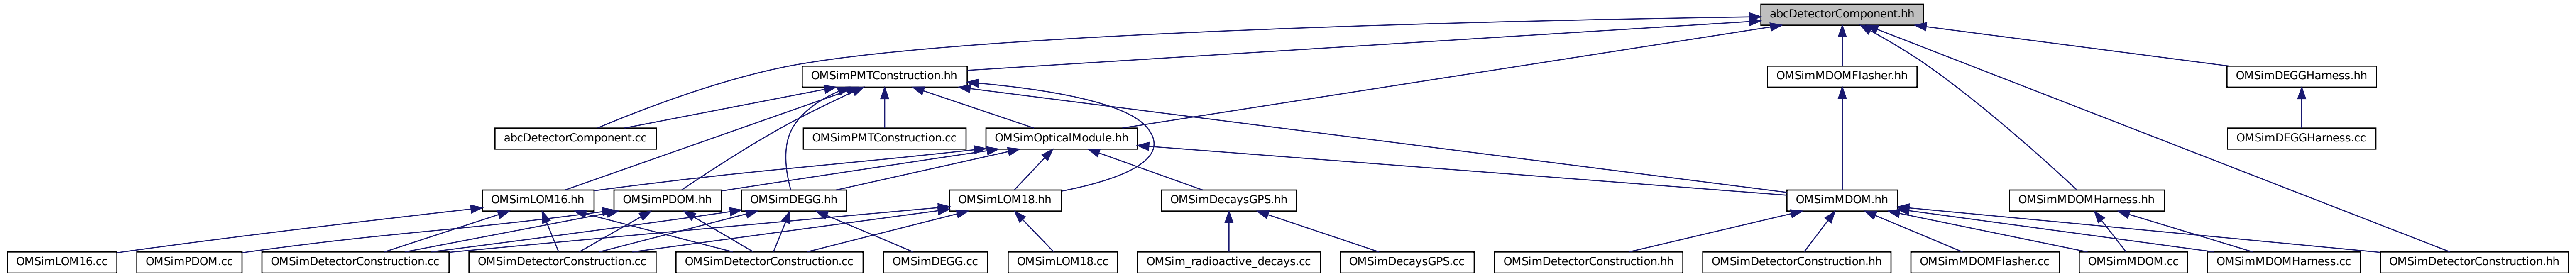 abcDetectorComponent.hh
OMSimPMTConstruction.hh
OMSimMDOMFlasher.hh
OMSimDEGGHarness.hh
abcDetectorComponent.cc
OMSimPMTConstruction.cc
OMSimOpticalModule.hh
OMSimDEGGHarness.cc
OMSimLOM16.hh
OMSimPDOM.hh
OMSimDEGG.hh
OMSimLOM18.hh
OMSimDecaysGPS.hh
OMSimMDOM.hh
OMSimMDOMHarness.hh
OMSimLOM16.cc
OMSimPDOM.cc
OMSimDetectorConstruction.cc
OMSimDetectorConstruction.cc
OMSimDetectorConstruction.cc
OMSimDEGG.cc
OMSimLOM18.cc
OMSim_radioactive_decays.cc
OMSimDecaysGPS.cc
OMSimDetectorConstruction.hh
OMSimDetectorConstruction.hh
OMSimMDOMFlasher.cc
OMSimMDOM.cc
OMSimMDOMHarness.cc
OMSimDetectorConstruction.hh